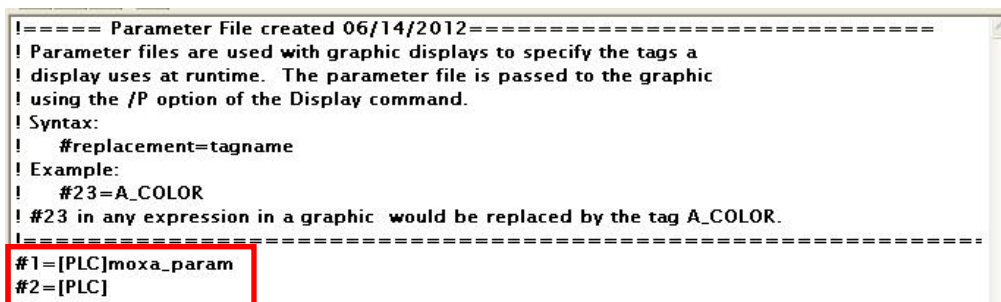 !===== Parameter File created 06/14/2012=============================
! Parameter files are used with graphic displays to specify the tags a
! display uses at runtime.  The parameter file is passed to the graphic
! using the /P option of the Display command.
! Syntax:
!    #replacement=tagname
! Example:
!    #23=A_COLOR
! #23 in any expression in a graphic  would be replaced by the tag A_COLOR.
!============================================================
#1=[PLC]moxa_param
#2=[PLC]